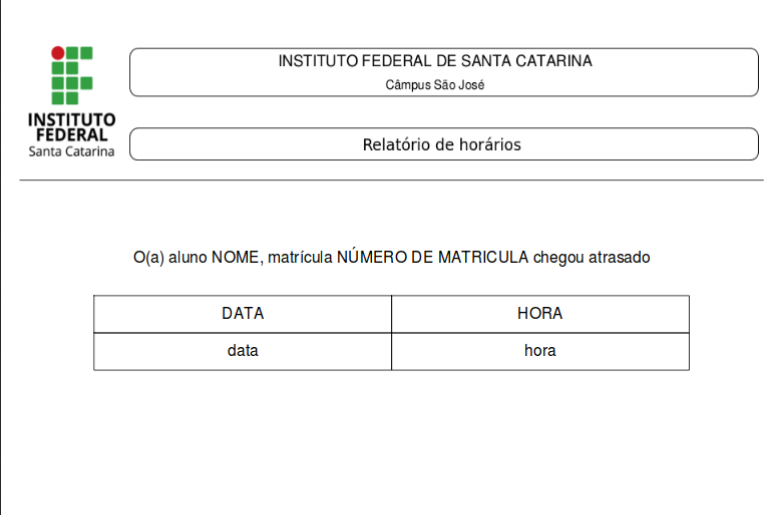 INSTITUTO FEDERAL DE SANTA CATARINA
Câmpus São José
INSTITUTO
FEDERAL
Santa Catarina
Relatório de horários
O(a) aluno NOME, matrícula NÚMERO DE MATRICULA chegou atrasado
DATA HORA
data hora